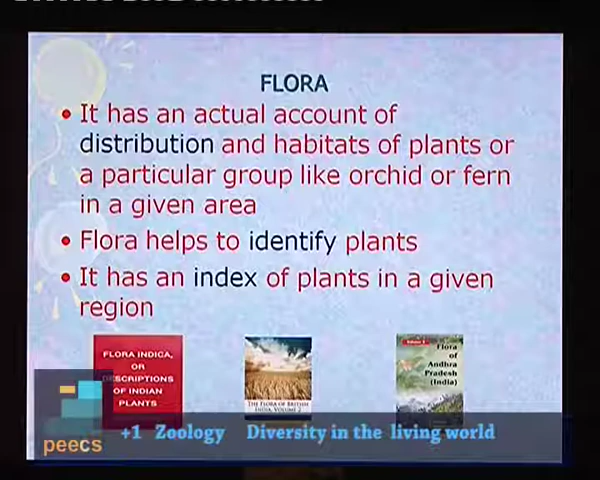 FLORA
• It has an actual account of
distribution and habitats of plants or
a particular group like orchid or fern
in a given area
• Flora helps to identify plants
• It has an index of plants in a given
region
FLORA INDICA,
OR
DESCRIPTIONS
OF INDIAN
PLANTS
THE FLORA OF BRITISH
INDIA, VOLUME 2
Flora
of
Andhra
Pradesh
(India)
peecs
+1 Zoology Diversity in the living world